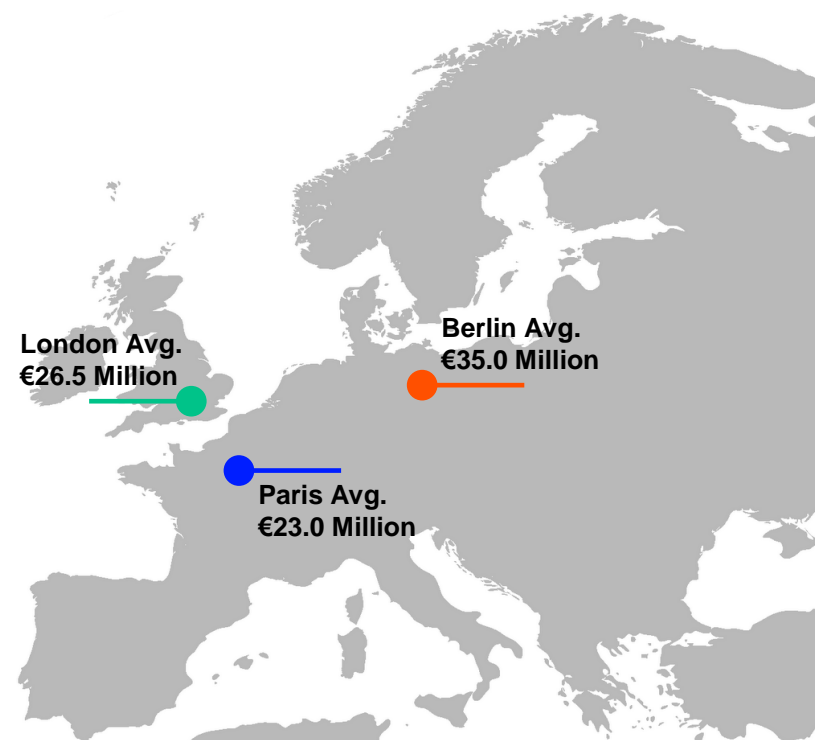 London Avg.
€26.5 Million
Berlin Avg.
€35.0 Million
Paris Avg.
€23.0 Million